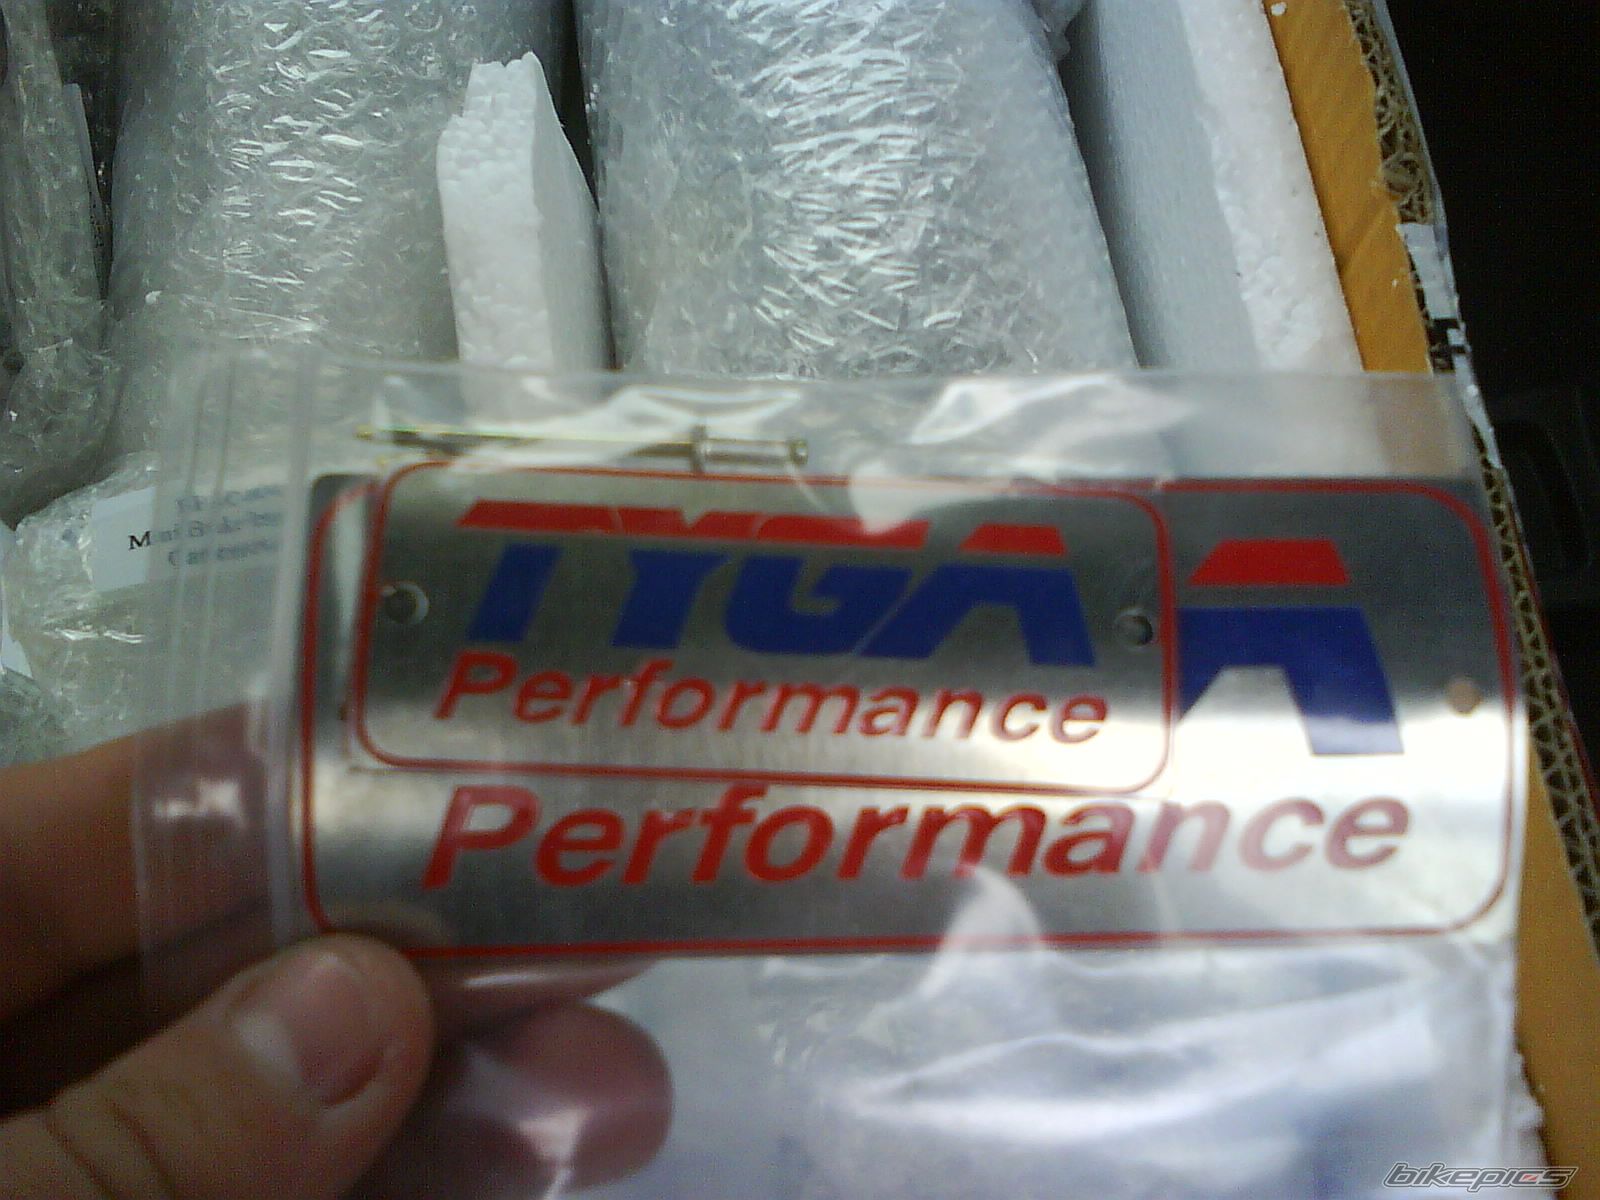 TYGA
Performance
A
Performance
bikepics